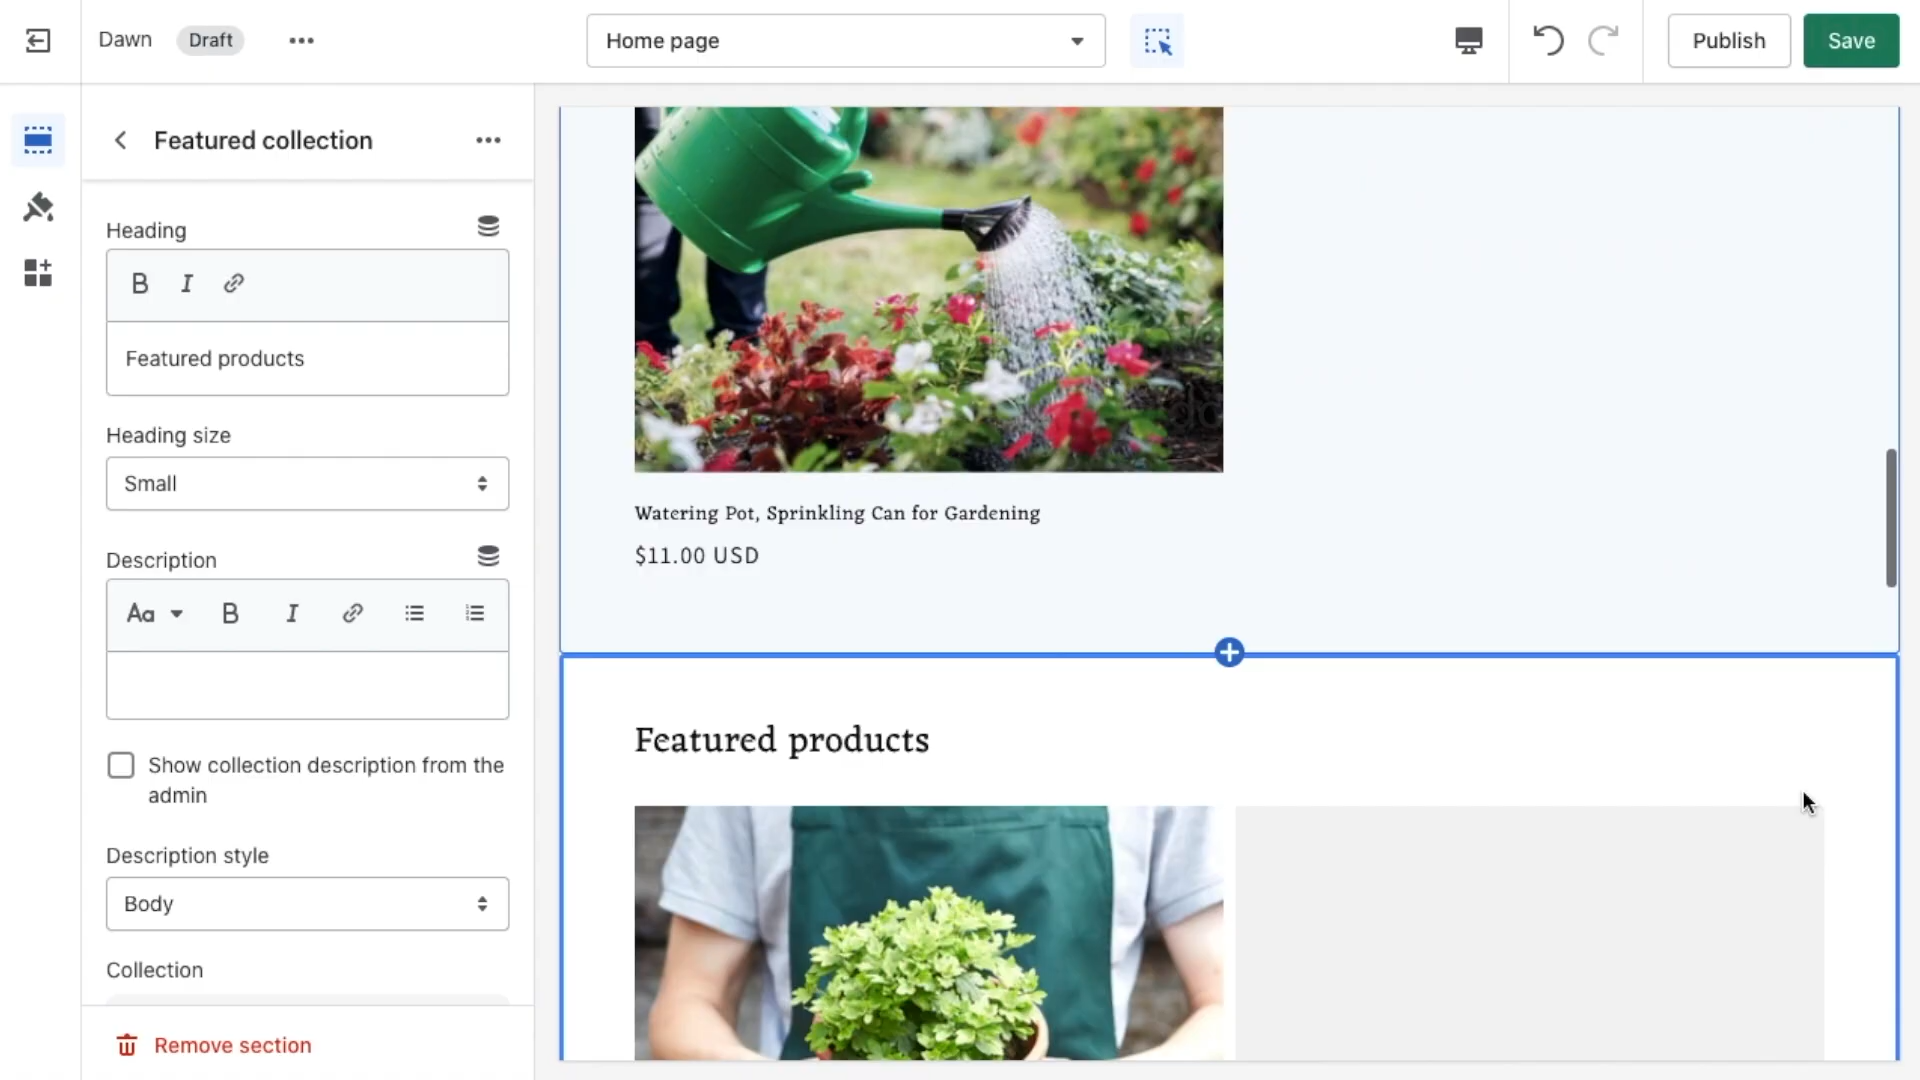 Dawn
Draft
Home page
Publish
Save
Featured collection
Heading
B I
Featured products
Heading size
Small
Description
Aa B I
Show collection description from the
admin
Description style
Body
Collection
Remove section
Watering Pot, Sprinkling Can for Gardening
$11.00 USD
Featured products